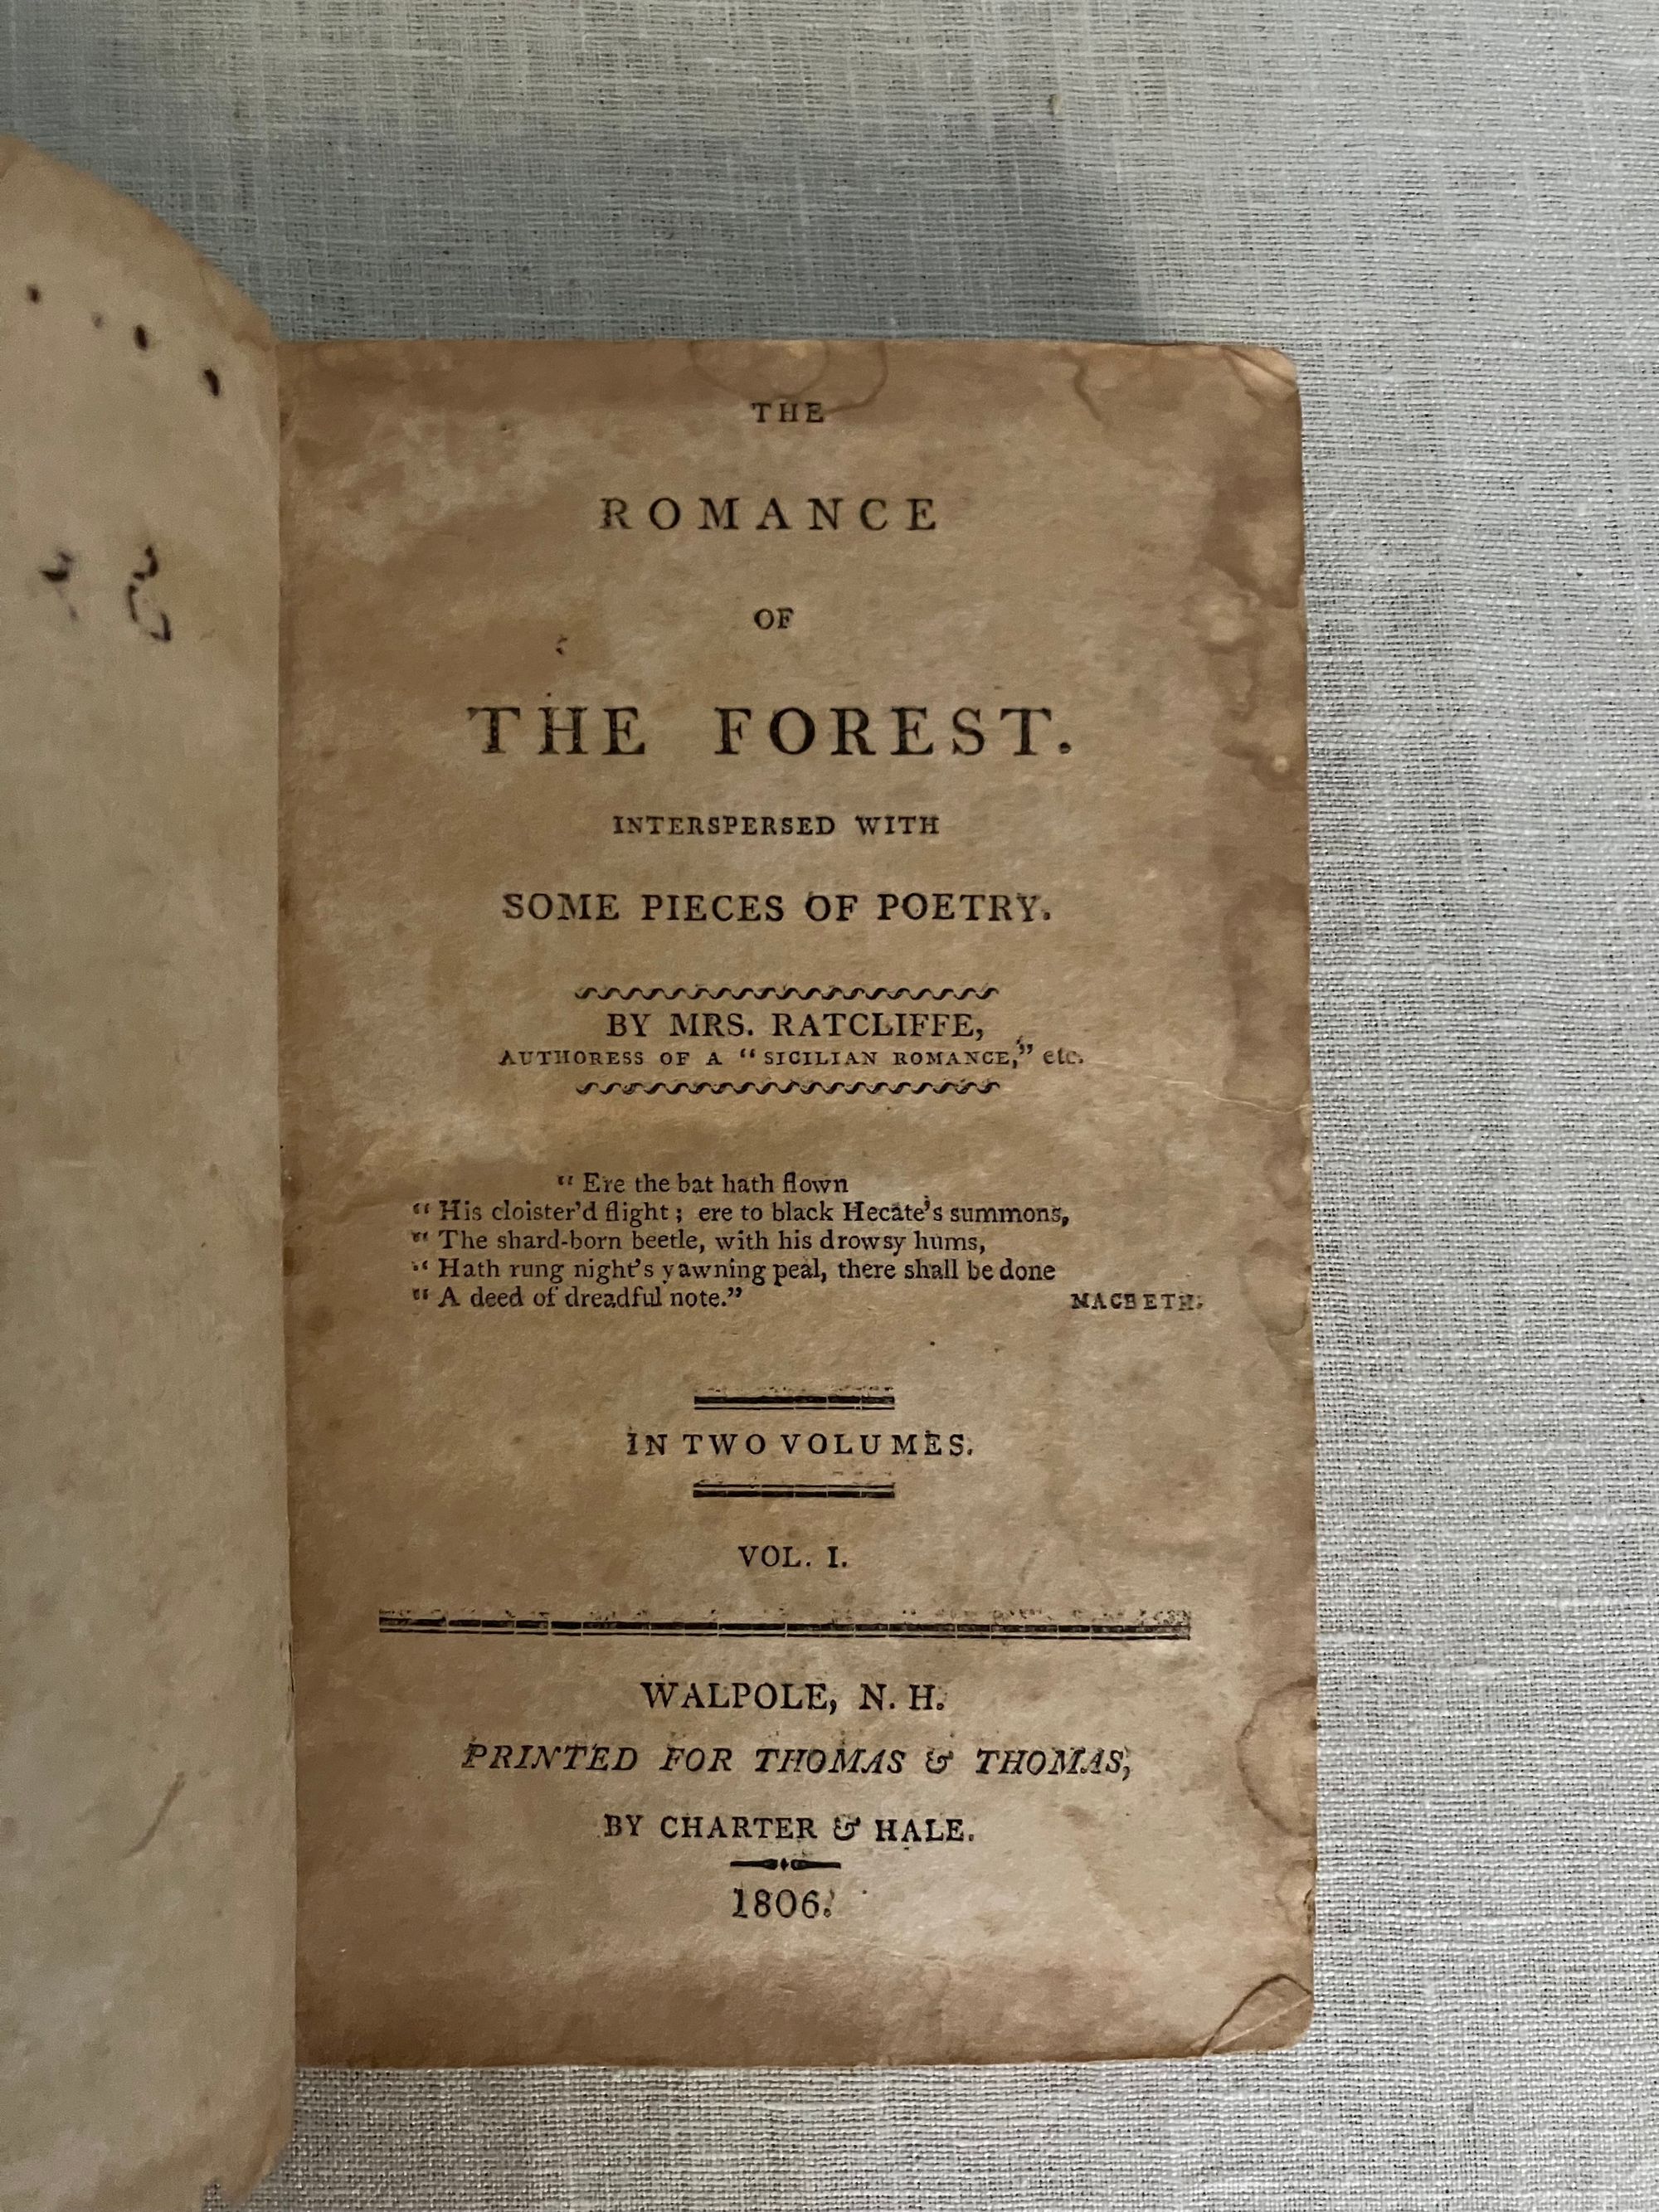 THE
ROMANCE
OF
THE FOREST.
INTERSPERSED WITH
SOME PIECES OF POETRY.
BY MRS. RATCLIFFE,
AUTHORESS OF A “SICILIAN ROMANCE,” etc.
“ Ere the bat hath flown
“ His cloister’d flight ; ere to black Hecate’s summons,
“ The shard-born beetle, with his drowsy hums,
“ Hath rung night’s yawning peal, there shall be done
“ A deed of dreadful note.” MACBETH.
IN TWO VOLUMES.
VOL. I.
WALPOLE, N. H.
PRINTED FOR THOMAS & THOMAS,
BY CHARTER & HALE.
1806.